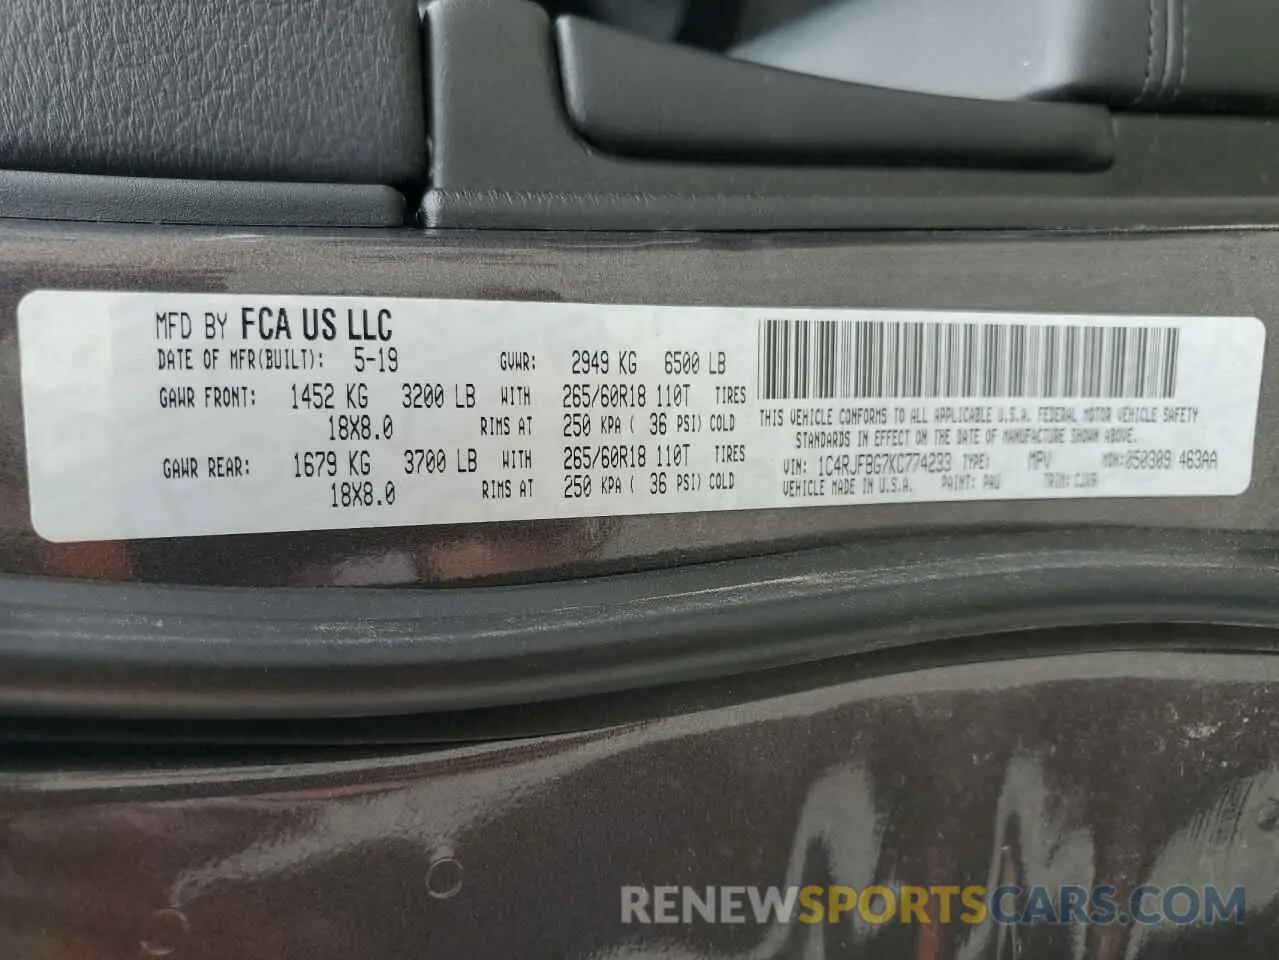 MFD BY FCA US LLC
DATE OF MFR(BUILT): 5-19 GVWR: 2949 KG 6500 LB
GAWR FRONT: 1452 KG 3200 LB WITH 265/60R18 110T TIRES
18X8.0 RIMS AT 250 KPA ( 36 PSI) COLD
GAWR REAR: 1679 KG 3700 LB WITH 265/60R18 110T TIRES
18X8.0 RIMS AT 250 KPA ( 36 PSI) COLD
THIS VEHICLE CONFORMS TO ALL APPLICABLE U.S.A. FEDERAL MOTOR VEHICLE SAFETY
STANDARDS IN EFFECT ON THE DATE OF MANUFACTURE SHOWN ABOVE.
VIN: 1C4RJFBG7KC774233 TYPE: MPV MDH:050309 463AA
VEHICLE MADE IN U.S.A. PAINT: PAU TRIM:
RENEWSPORTSCARS.COM